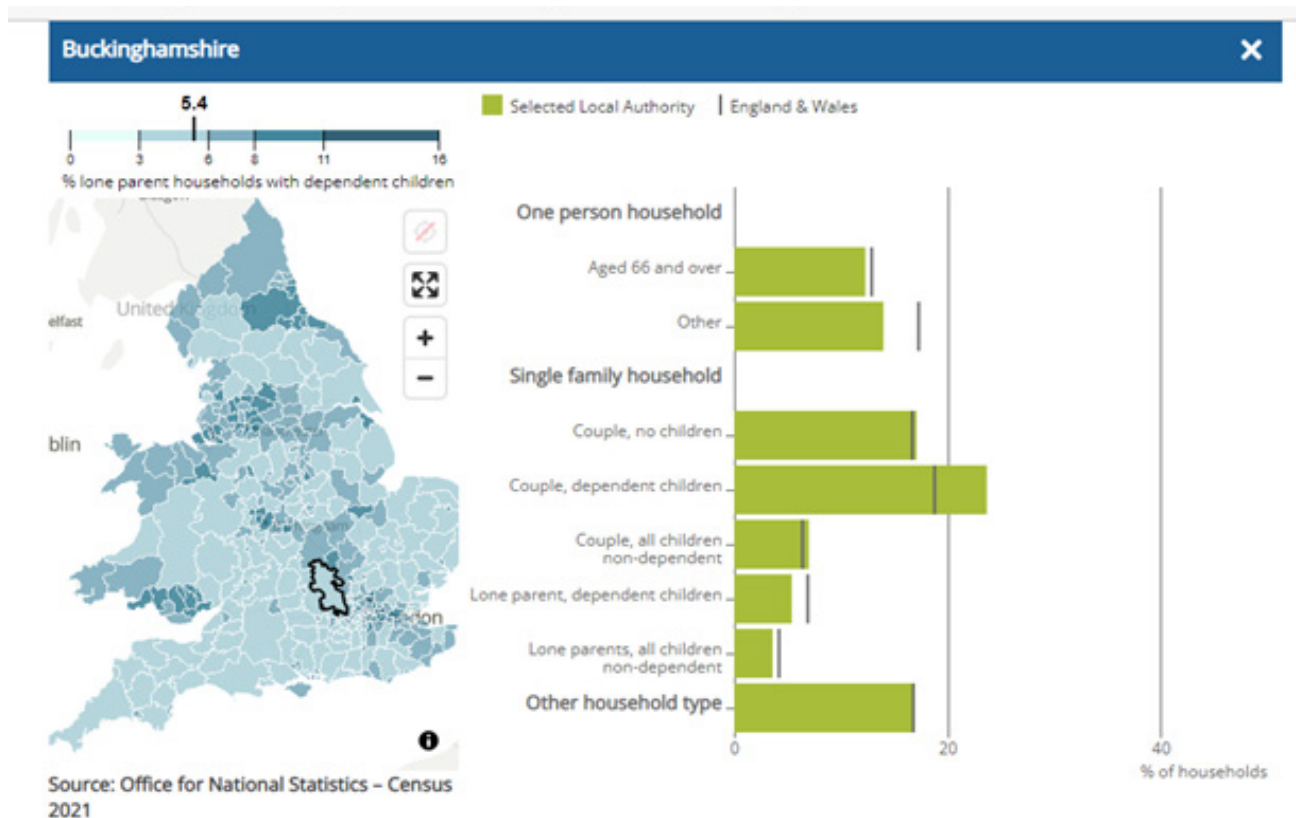 Buckinghamshire
5.4
0 3 6 8 11 16
% lone parent households with dependent children
Selected Local Authority
England & Wales
United Kingdom
elfast
blin
+
−
One person household
Aged 66 and over
Other
Single family household
Couple, no children
Couple, dependent children
Couple, all children
non-dependent
Lone parent, dependent children
Lone parents, all children
non-dependent
Other household type
0 20 40
% of households
Source: Office for National Statistics – Census
2021